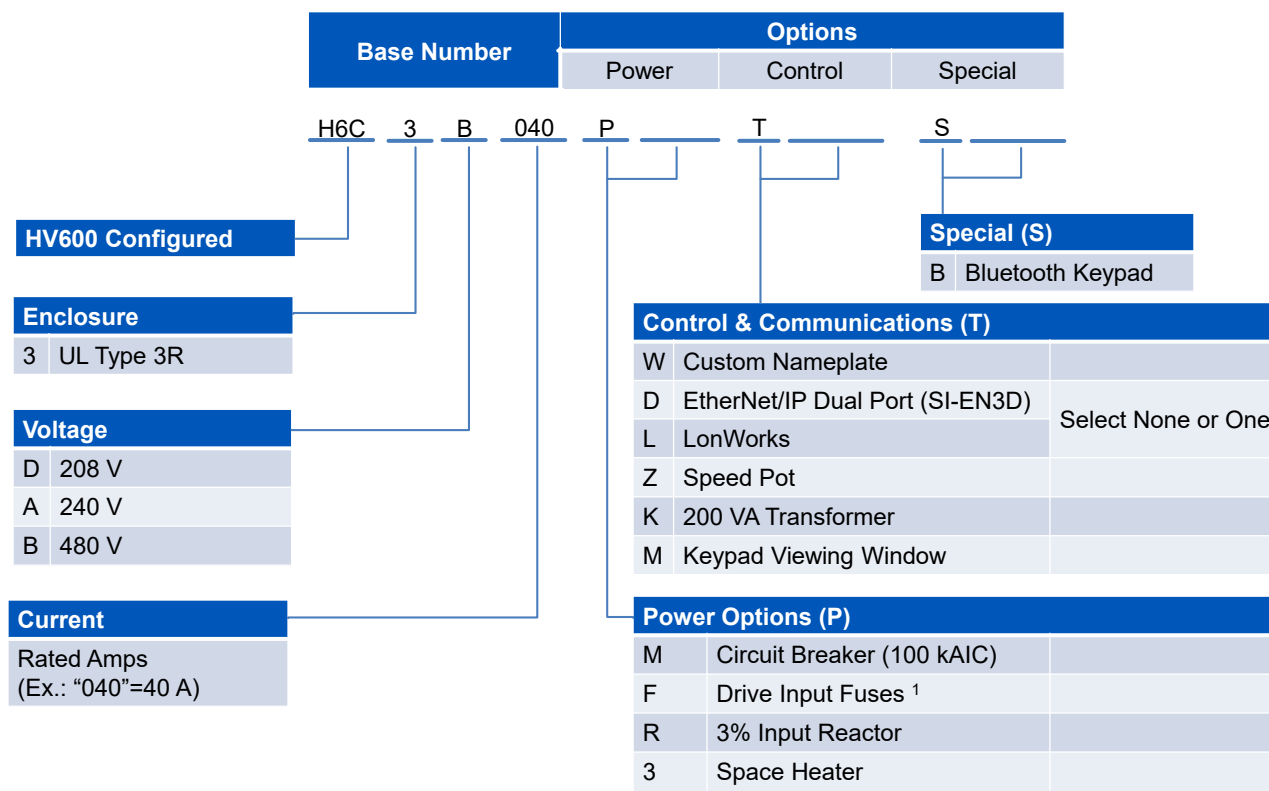 Base Number
Options
Power Control Special
H6C 3 B 040 P T S
HV600 Configured
Enclosure
3 UL Type 3R
Voltage
D 208 V
A 240 V
B 480 V
Current
Rated Amps
(Ex.: “040”=40 A)
Special (S)
B Bluetooth Keypad
Control & Communications (T)
W Custom Nameplate
D EtherNet/IP Dual Port (SI-EN3D)
Select None or One
L LonWorks
Z Speed Pot
K 200 VA Transformer
M Keypad Viewing Window
Power Options (P)
M Circuit Breaker (100 kAIC)
F Drive Input Fuses ¹
R 3% Input Reactor
3 Space Heater